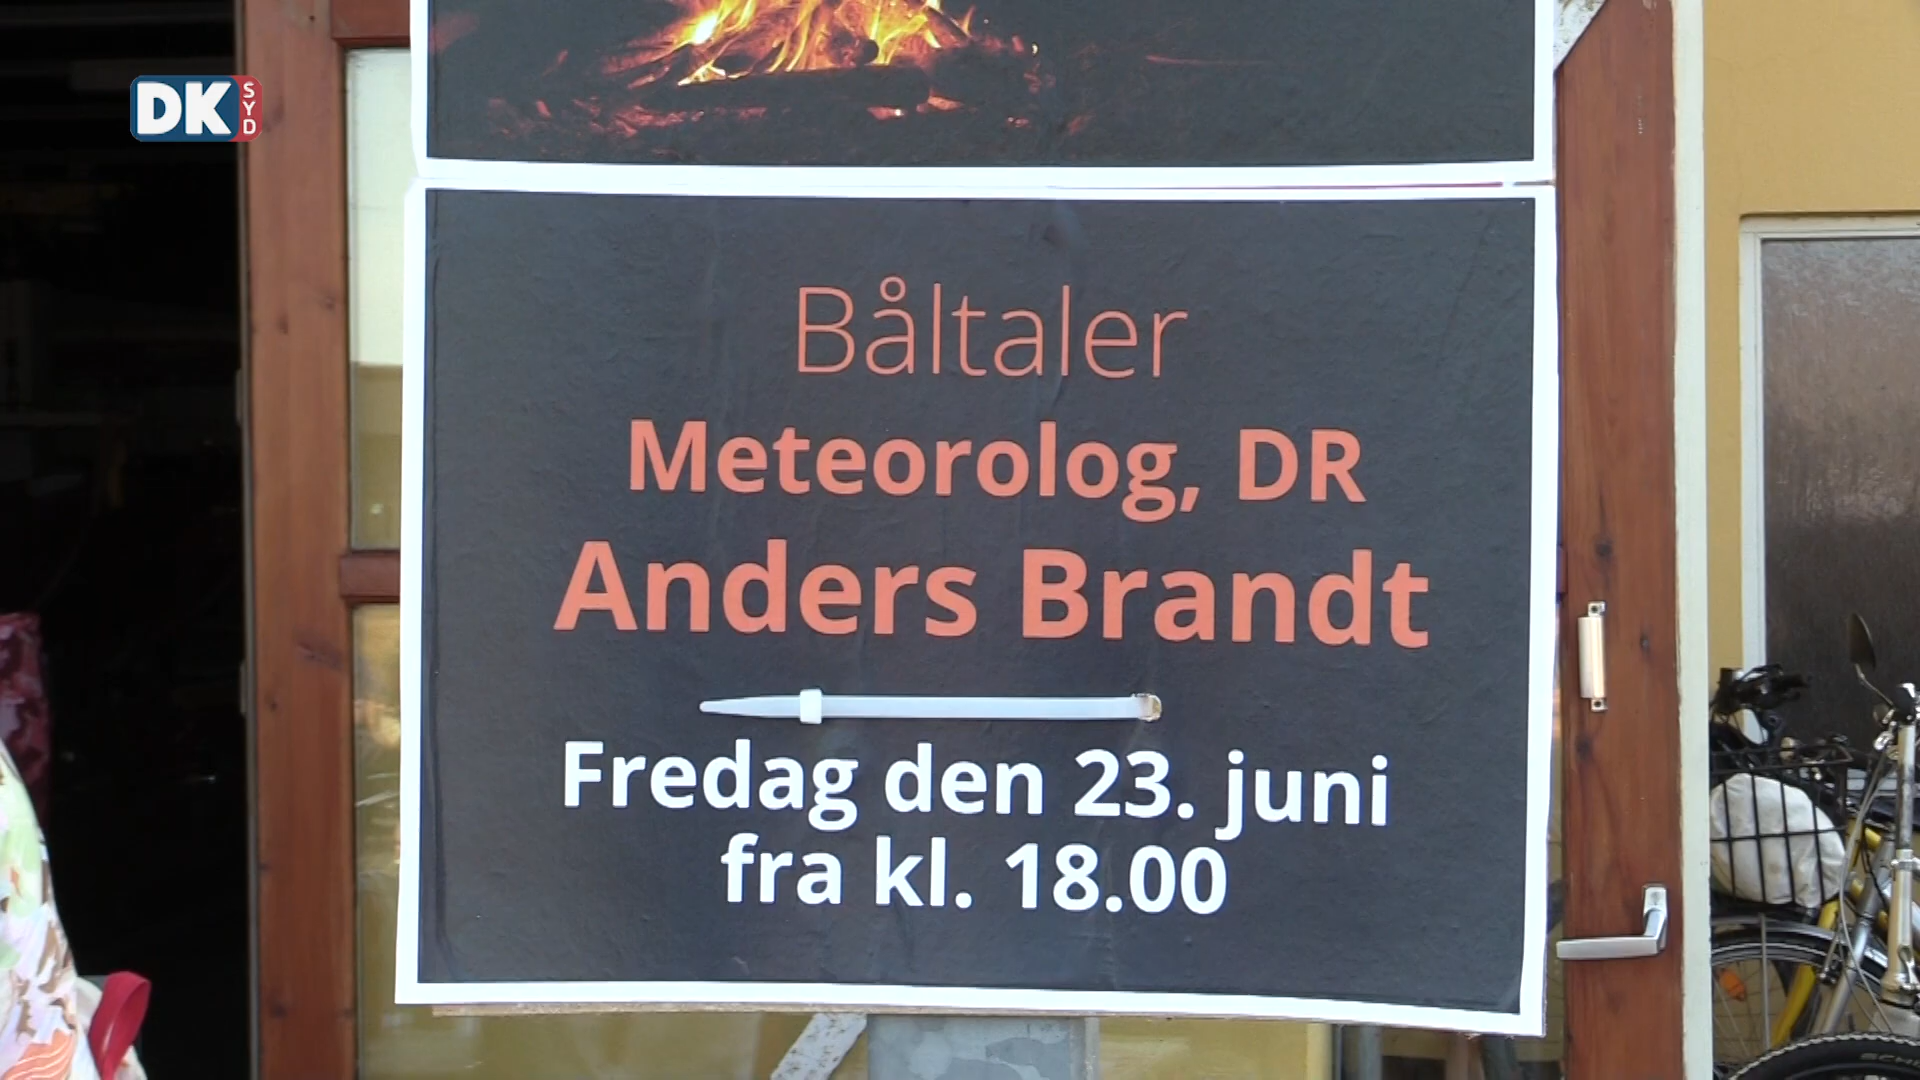 DK SYD
Båltaler
Meteorolog, DR
Anders Brandt
Fredag den 23. juni
fra kl. 18.00